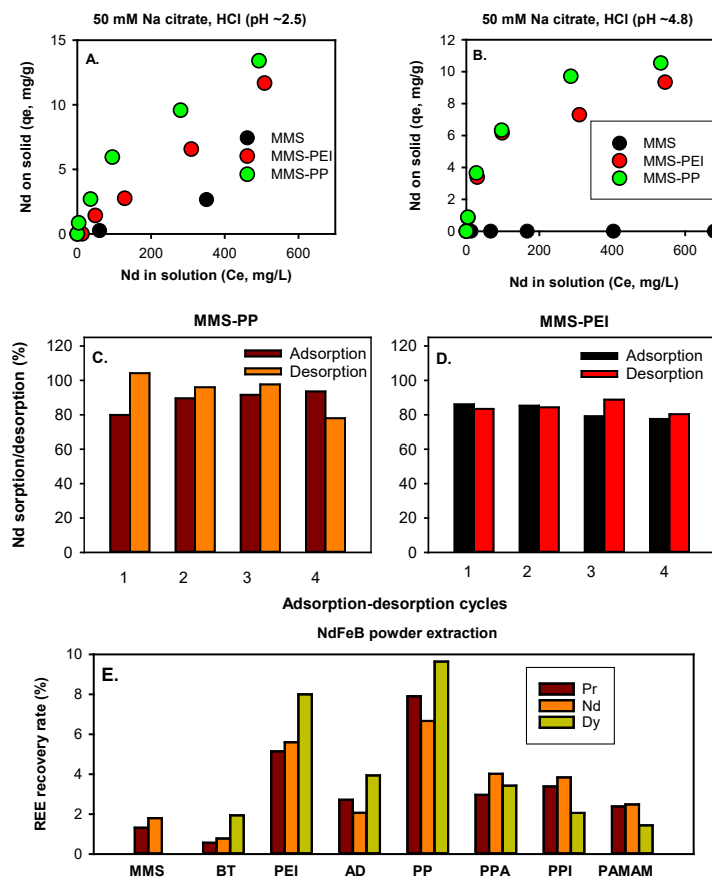 50 mM Na citrate, HCl (pH ~2.5)
A.
Nd on solid (qe, mg/g)
15
10
5
0
MMS
MMS-PEI
MMS-PP
0 200 400 600
Nd in solution (Ce, mg/L)
50 mM Na citrate, HCl (pH ~4.8)
B.
Nd on solid (qe, mg/g)
12
10
8
6
4
2
0
MMS
MMS-PEI
MMS-PP
0 200 400 600
Nd in solution (Ce, mg/L)
MMS-PP
C.
Nd sorption/desorption (%)
120
100
80
60
40
20
0
Adsorption
Desorption
1 2 3 4
MMS-PEI
D.
120
100
80
60
40
20
0
Adsorption
Desorption
1 2 3 4
Adsorption-desorption cycles
NdFeB powder extraction
E.
REE recovery rate (%)
10
8
6
4
2
0
Pr
Nd
Dy
MMS BT PEI AD PP PPA PPI PAMAM